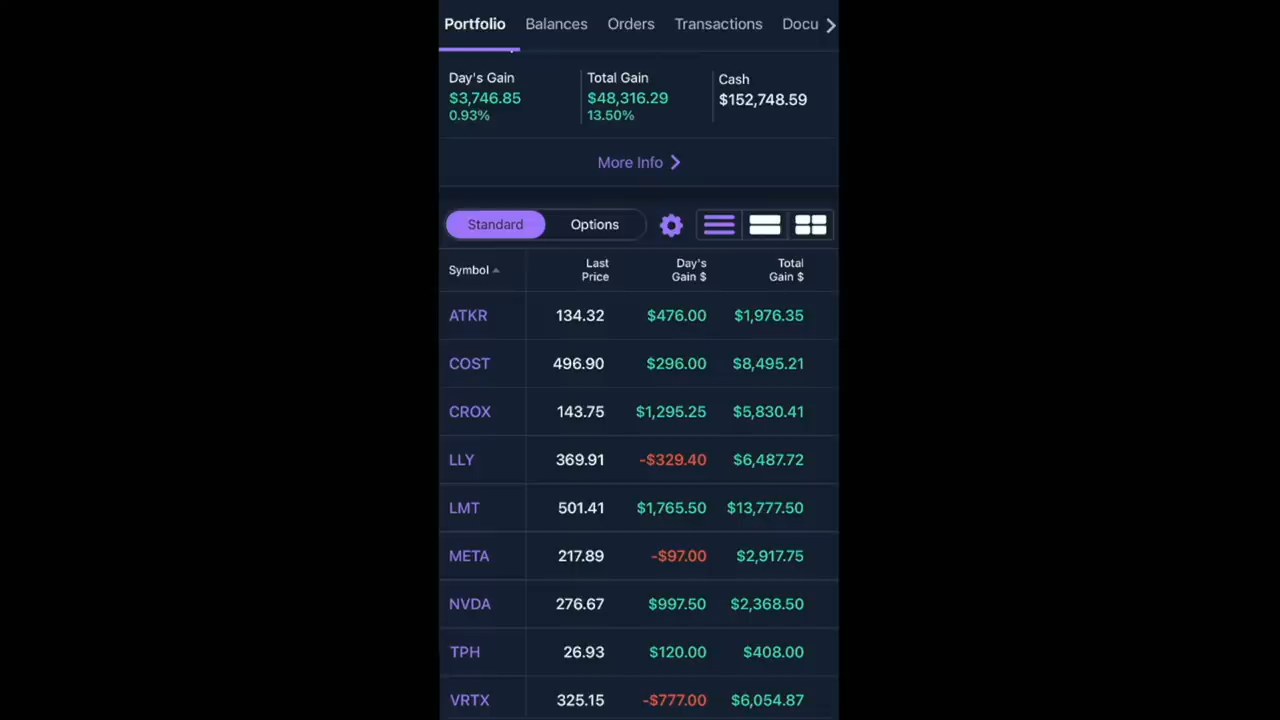 Portfolio Balances Orders Transactions Docu
Day's Gain Total Gain Cash
$3,746.85 $48,316.29 $152,748.59
0.93% 13.50%
More Info
Standard Options
Symbol Last Price Day's Gain $ Total Gain $
ATKR 134.32 $476.00 $1,976.35
COST 496.90 $296.00 $8,495.21
CROX 143.75 $1,295.25 $5,830.41
LLY 369.91 -$329.40 $6,487.72
LMT 501.41 $1,765.50 $13,777.50
META 217.89 -$97.00 $2,917.75
NVDA 276.67 $997.50 $2,368.50
TPH 26.93 $120.00 $408.00
VRTX 325.15 -$777.00 $6,054.87